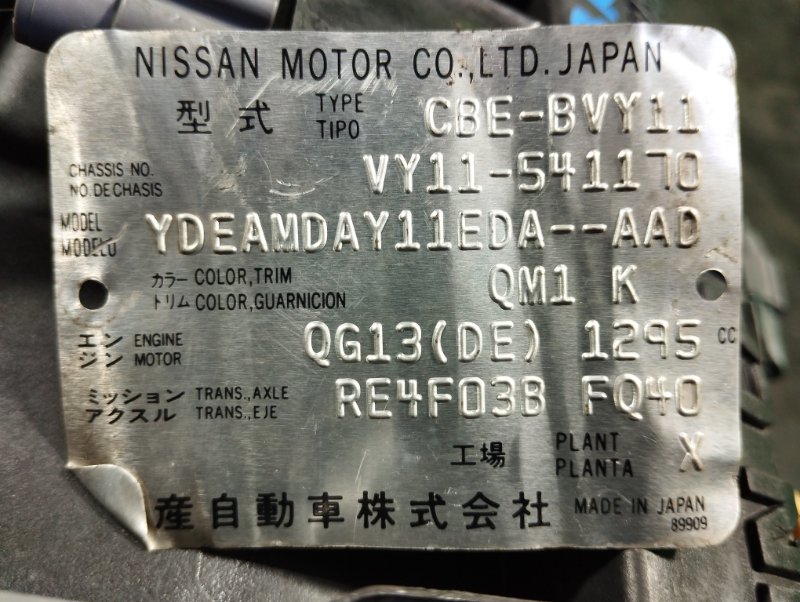 NISSAN MOTOR CO.,LTD. JAPAN
型式 TYPE TIPO CBE-BVY11
CHASSIS NO. NO. DE CHASIS VY11-541170
MODEL MODELO YDEAMDAY11EDA--AAD
カラー COLOR,TRIM トリム COLOR,GUARNICION QM1 K
エンジン ENGINE MOTOR QG13(DE) 1295 CC
ミッション TRANS.,AXLE アクスル TRANS.,EJE RE4F03B FQ40
工場 PLANT PLANTA X
産自動車株式会社 MADE IN JAPAN
89909